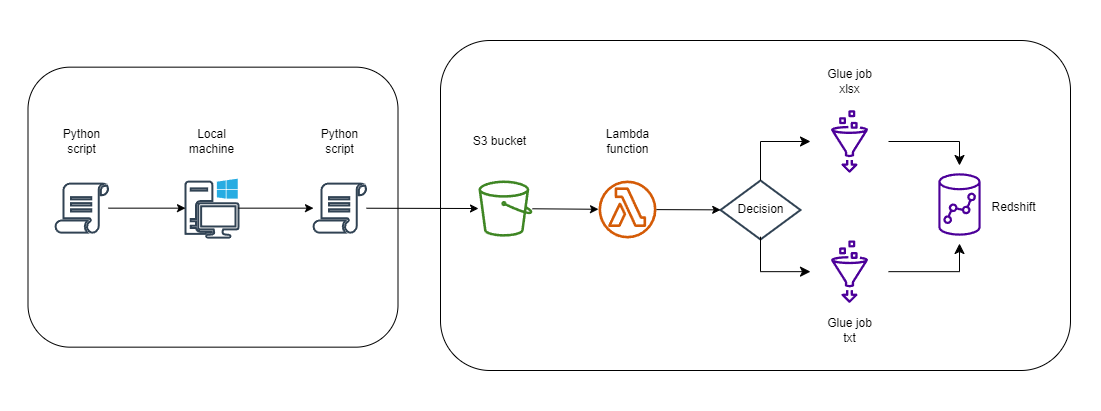 Python
script
Local
machine
Python
script
S3 bucket
Lambda
function
Decision
Glue job
xlsx
Redshift
Glue job
txt